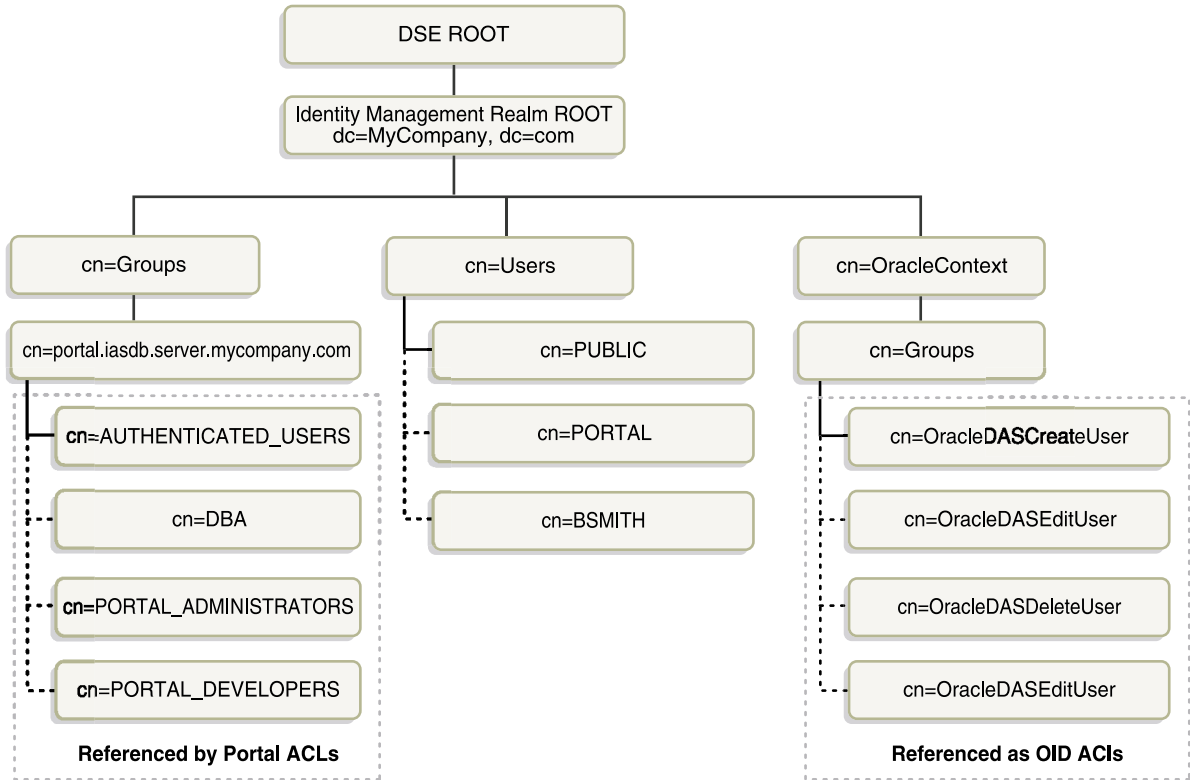 DSE ROOT
Identity Management Realm ROOT
dc=MyCompany, dc=com
cn=Groups
cn=Users
cn=OracleContext
cn=portal.iasdb.server.mycompany.com
cn=PUBLIC
cn=Groups
cn=AUTHENTICATED_USERS
cn=PORTAL
cn=OracleDASCreateUser
cn=DBA
cn=BSMITH
cn=OracleDASEditUser
cn=PORTAL_ADMINISTRATORS
cn=OracleDASDeleteUser
cn=PORTAL_DEVELOPERS
cn=OracleDASEditUser
Referenced by Portal ACLs
Referenced as OID ACIs